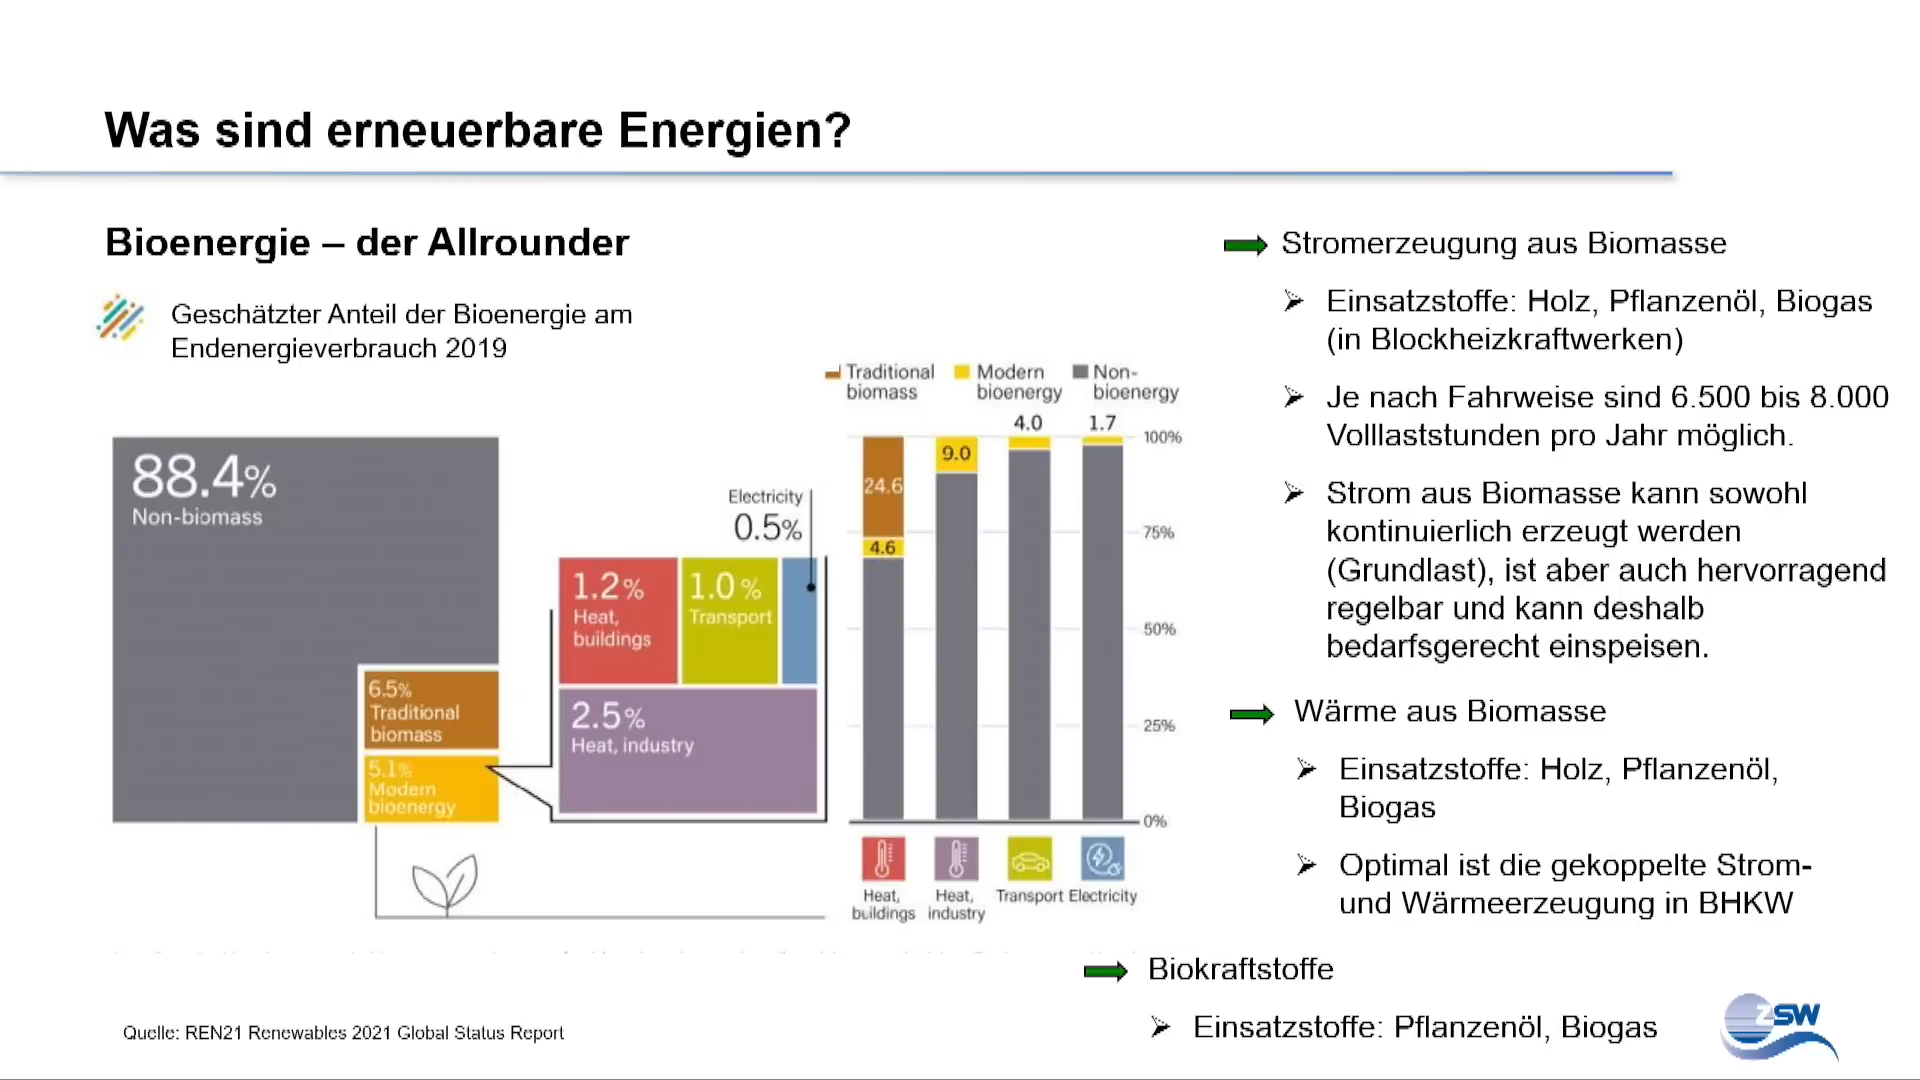 Was sind erneuerbare Energien?
Bioenergie – der Allrounder
Geschätzter Anteil der Bioenergie am
Endenergieverbrauch 2019
88.4%
Non-biomass
6.5%
Traditional
biomass
5.1%
Modern
bioenergy
Electricity
0.5%
1.2%
Heat,
buildings
1.0%
Transport
2.5%
Heat, industry
Traditional
biomass
Modern
bioenergy
Non-
bioenergy
4.0
1.7
9.0
24.6
4.6
100%
75%
50%
25%
0%
Heat,
buildings
Heat,
industry
Transport
Electricity
Stromerzeugung aus Biomasse
Einsatzstoffe: Holz, Pflanzenöl, Biogas
(in Blockheizkraftwerken)
Je nach Fahrweise sind 6.500 bis 8.000
Volllaststunden pro Jahr möglich.
Strom aus Biomasse kann sowohl
kontinuierlich erzeugt werden
(Grundlast), ist aber auch hervorragend
regelbar und kann deshalb
bedarfsgerecht einspeisen.
Wärme aus Biomasse
Einsatzstoffe: Holz, Pflanzenöl,
Biogas
Optimal ist die gekoppelte Strom-
und Wärmeerzeugung in BHKW
Biokraftstoffe
Einsatzstoffe: Pflanzenöl, Biogas
Quelle: REN21 Renewables 2021 Global Status Report
ZSW